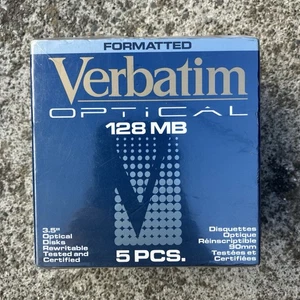 FORMATTED
Verbatim
OPTICAL
128 MB
3.5"
Optical
Disks
Rewritable
Tested and
Certified
5 PCS.
Disquettes
Optique
Réinscriptible
90mm
Testées et
Certifiées